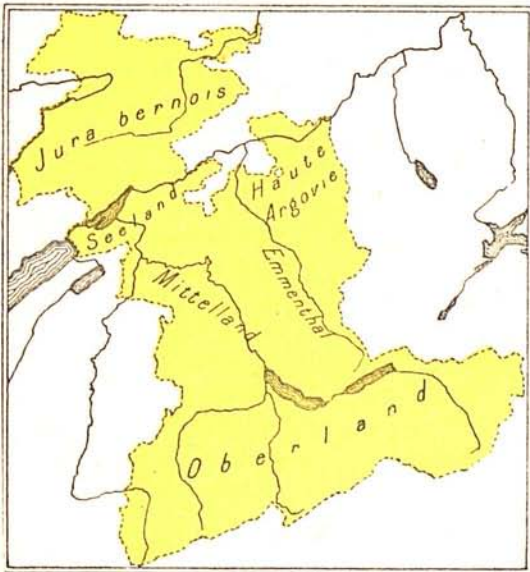 Jura bernois
Seeland
Haute
Argovie
Emmenthal
Mittelland
Oberland